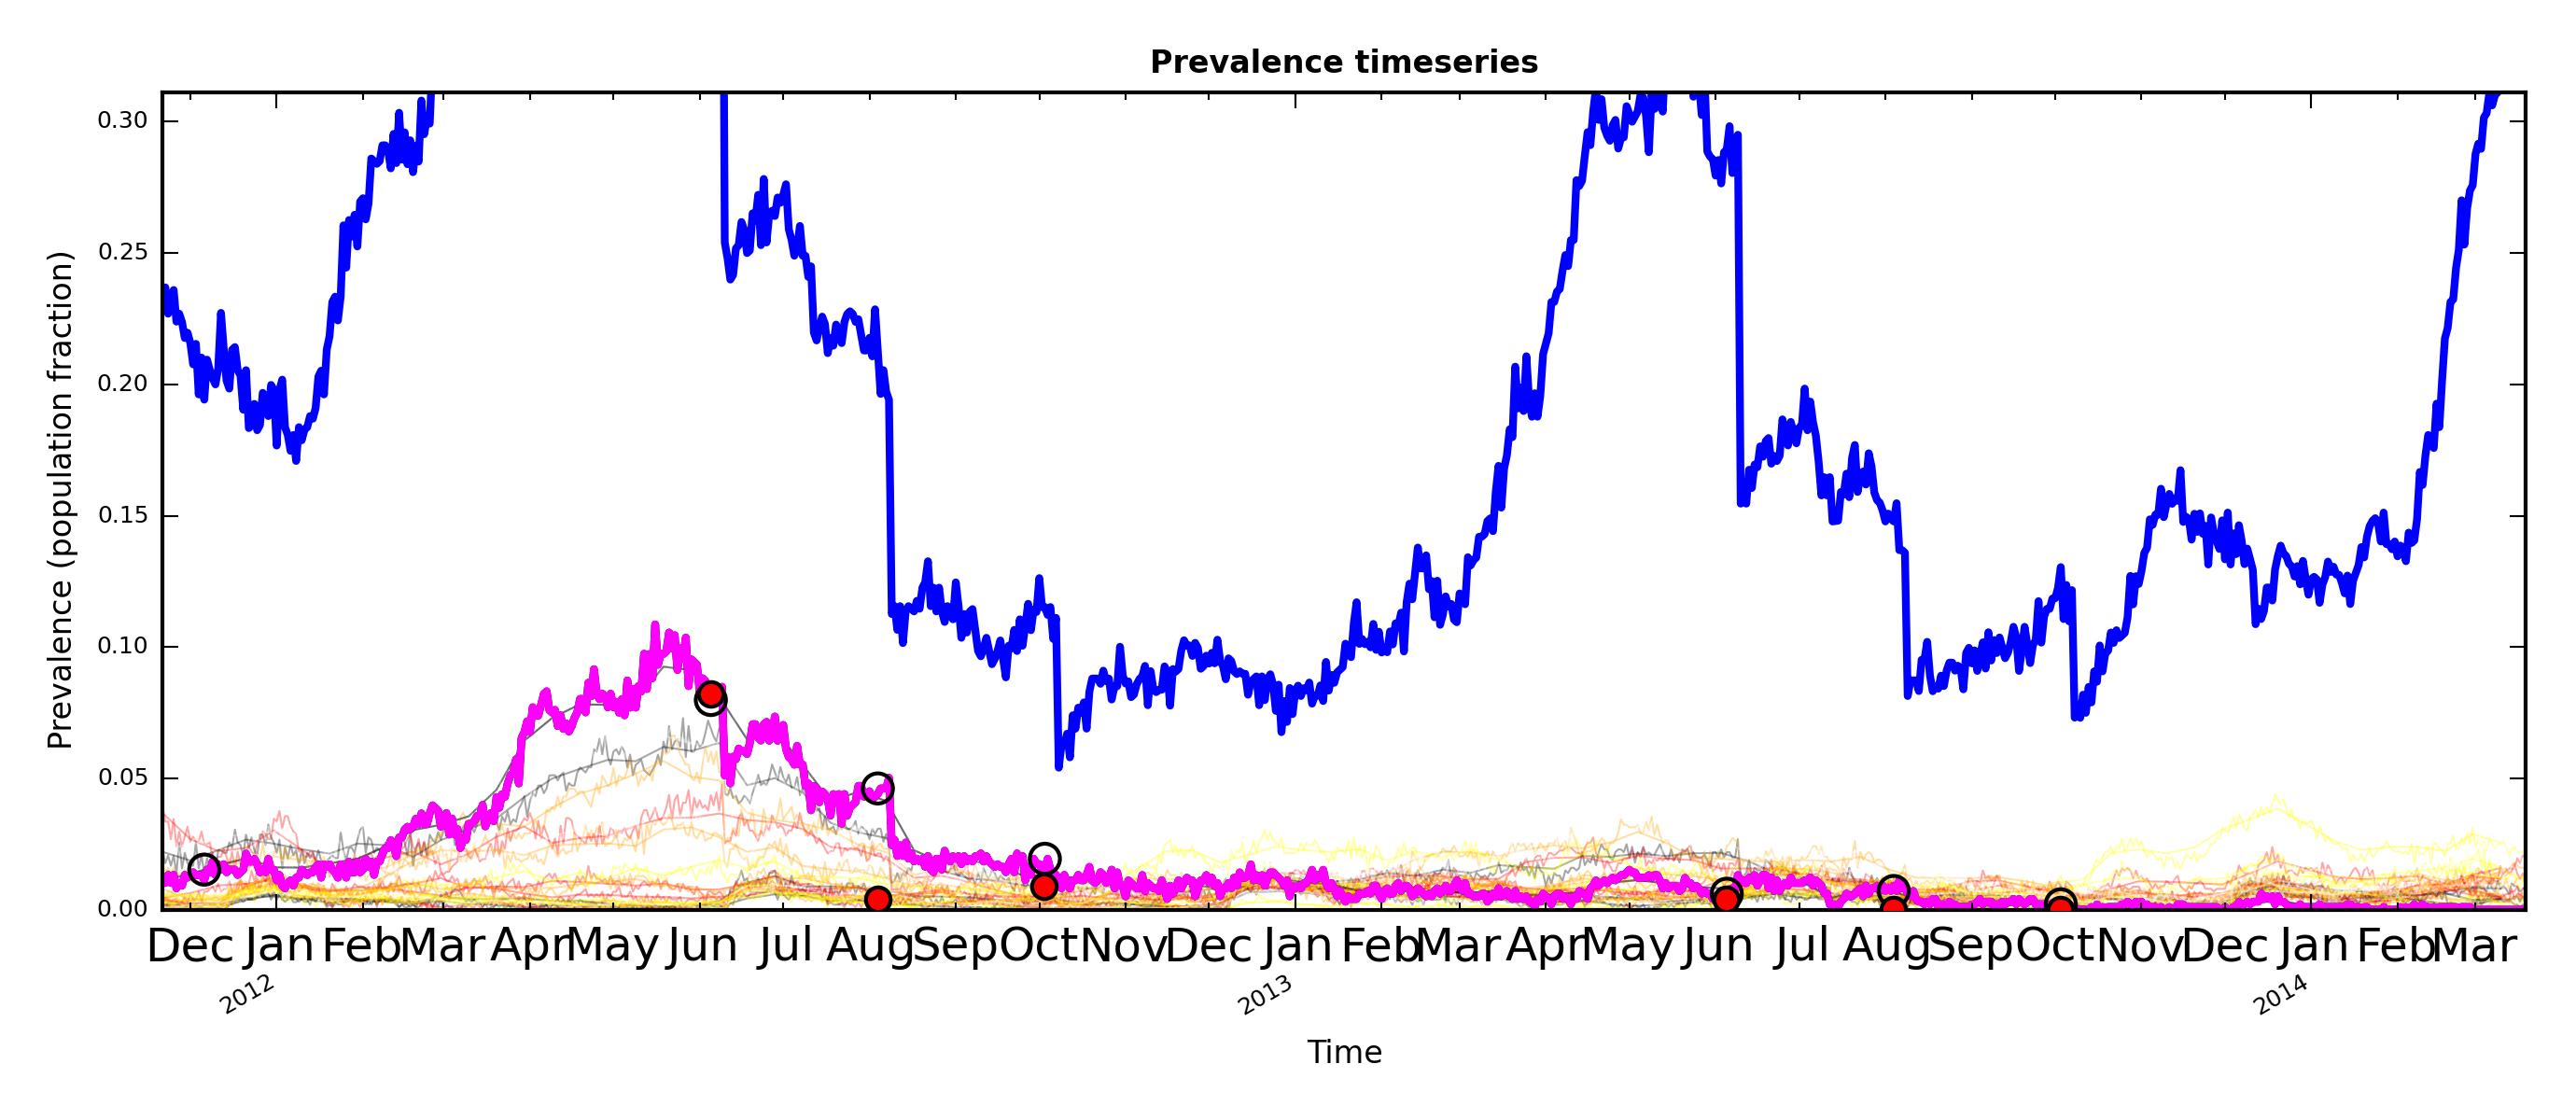 Prevalence timeseries
Prevalence (population fraction)
0.30
0.25
0.20
0.15
0.10
0.05
0.00
Dec Jan Feb Mar Apr May Jun Jul Aug Sep Oct Nov Dec Jan Feb Mar Apr May Jun Jul Aug Sep Oct Nov Dec Jan Feb Mar
2012 2013 2014
Time